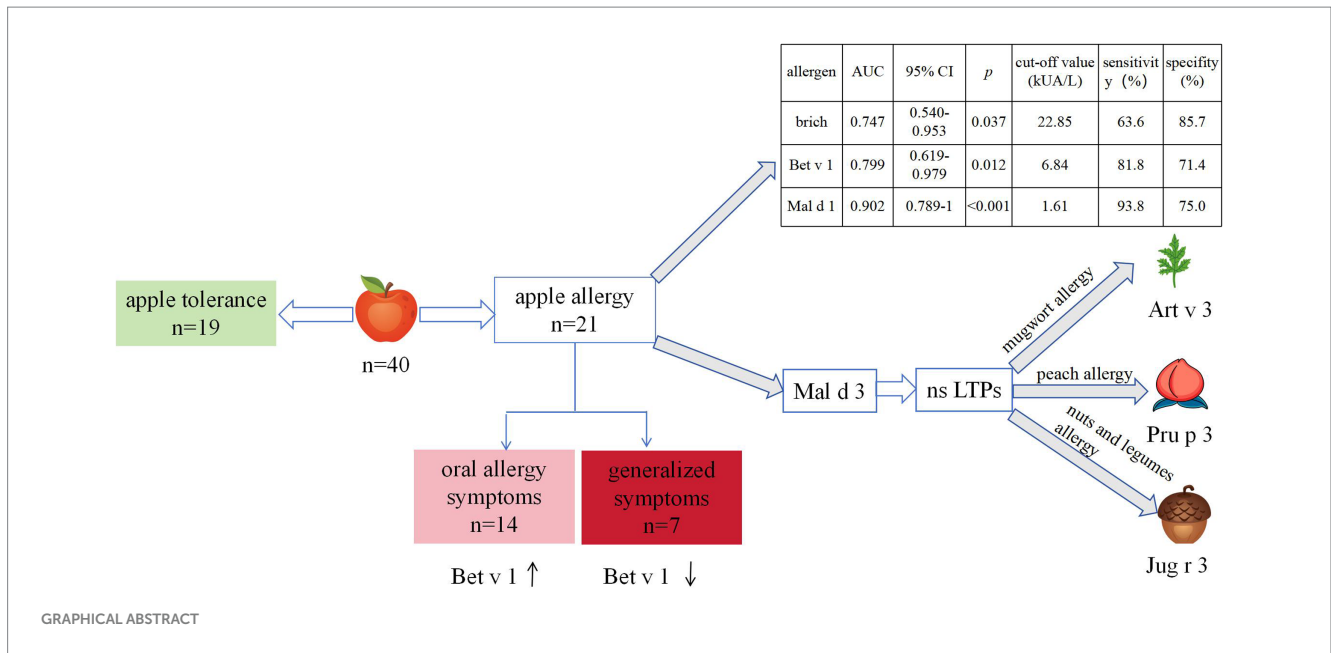 allergen AUC 95% CI p cut-off value (kUA/L) sensitivit y (%) specifity (%)
brich 0.747 0.540-0.953 0.037 22.85 63.6 85.7
Bet v 1 0.799 0.619-0.979 0.012 6.84 81.8 71.4
Mal d 1 0.902 0.789-1 <0.001 1.61 93.8 75.0
apple tolerance
n=19
n=40
apple allergy
n=21
oral allergy
symptoms
n=14
Bet v 1 ↑
generalized
symptoms
n=7
Bet v 1 ↓
Mal d 3
ns LTPs
mugwort allergy
Art v 3
peach allergy
Pru p 3
nuts and legumes
allergy
Jug r 3
GRAPHICAL ABSTRACT